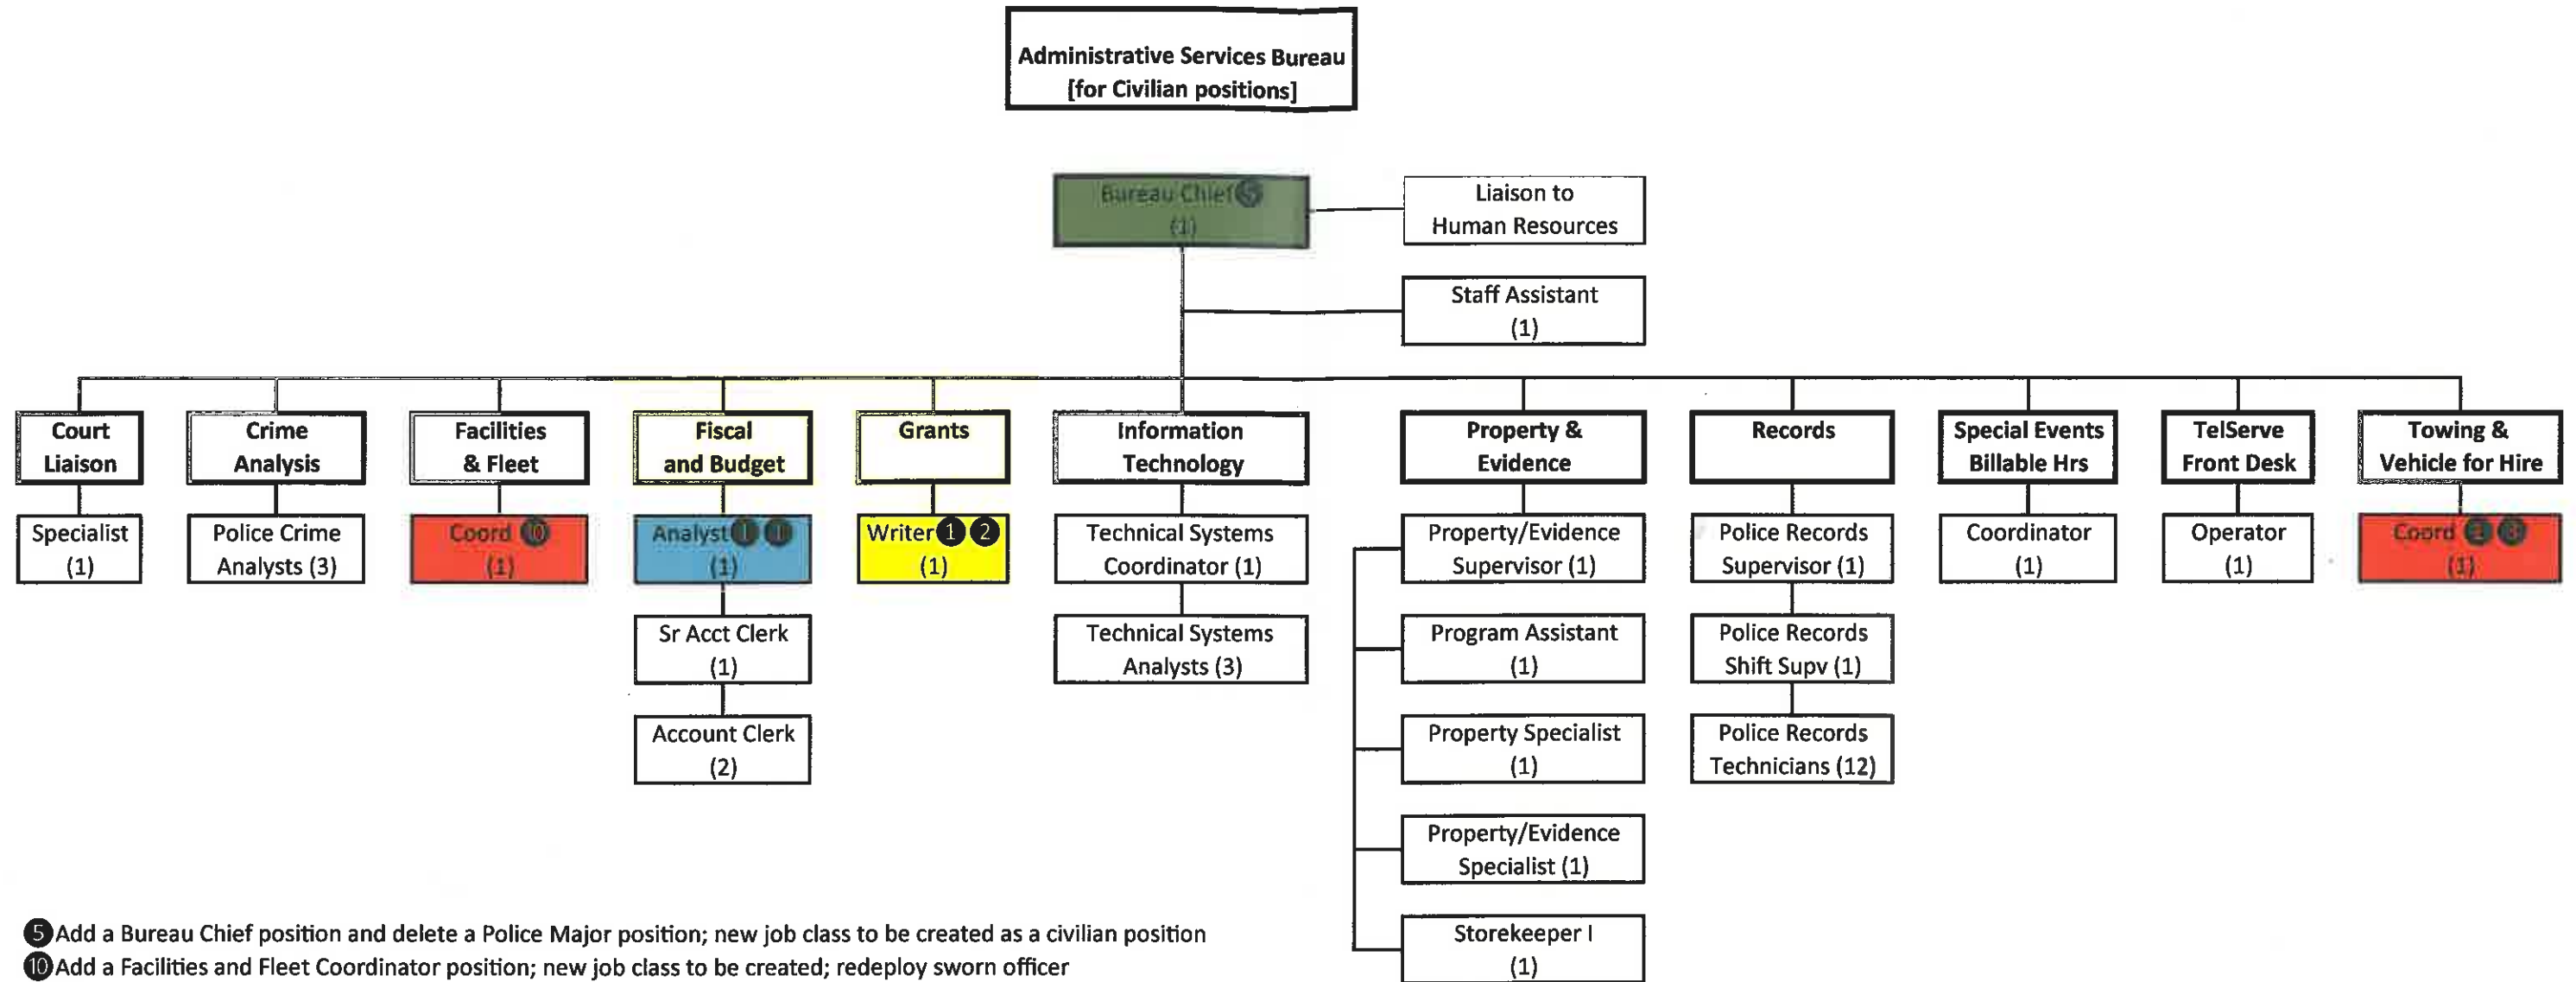 Administrative Services Bureau
[for Civilian positions]
Bureau Chief 5
(1)
Liaison to
Human Resources
Staff Assistant
(1)
Court
Liaison
Crime
Analysis
Facilities
& Fleet
Fiscal
and Budget
Grants
Information
Technology
Property &
Evidence
Records
Special Events
Billable Hrs
TelServe
Front Desk
Towing &
Vehicle for Hire
Specialist
(1)
Police Crime
Analysts (3)
Coord 10
(1)
Analyst
(1)
Writer 1 2
(1)
Technical Systems
Coordinator (1)
Property/Evidence
Supervisor (1)
Police Records
Supervisor (1)
Coordinator
(1)
Operator
(1)
Coord
(1)
Sr Acct Clerk
(1)
Technical Systems
Analysts (3)
Program Assistant
(1)
Police Records
Shift Supv (1)
Account Clerk
(2)
Property Specialist
(1)
Police Records
Technicians (12)
Property/Evidence
Specialist (1)
Storekeeper I
(1)
5 Add a Bureau Chief position and delete a Police Major position; new job class to be created as a civilian position
10 Add a Facilities and Fleet Coordinator position; new job class to be created; redeploy sworn officer